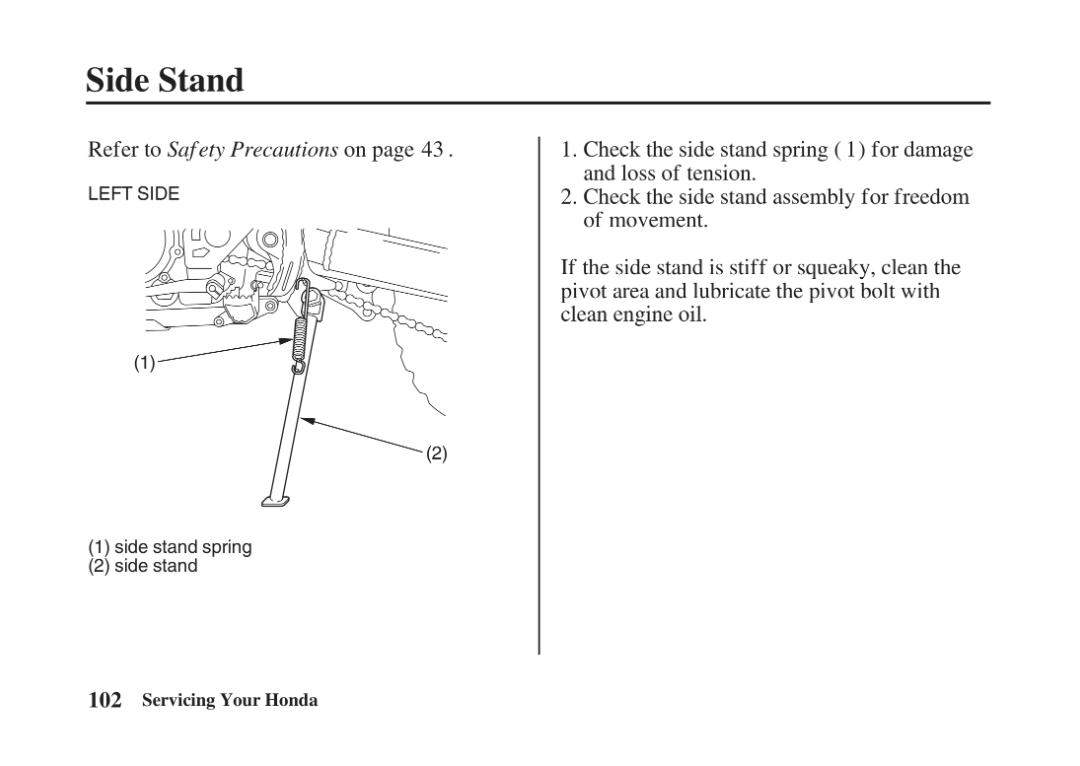 Side Stand
Refer to Safety Precautions on page 43 .
LEFT SIDE
(1)
(2)
(1) side stand spring
(2) side stand
1. Check the side stand spring ( 1) for damage
and loss of tension.
2. Check the side stand assembly for freedom
of movement.
If the side stand is stiff or squeaky, clean the
pivot area and lubricate the pivot bolt with
clean engine oil.
102 Servicing Your Honda